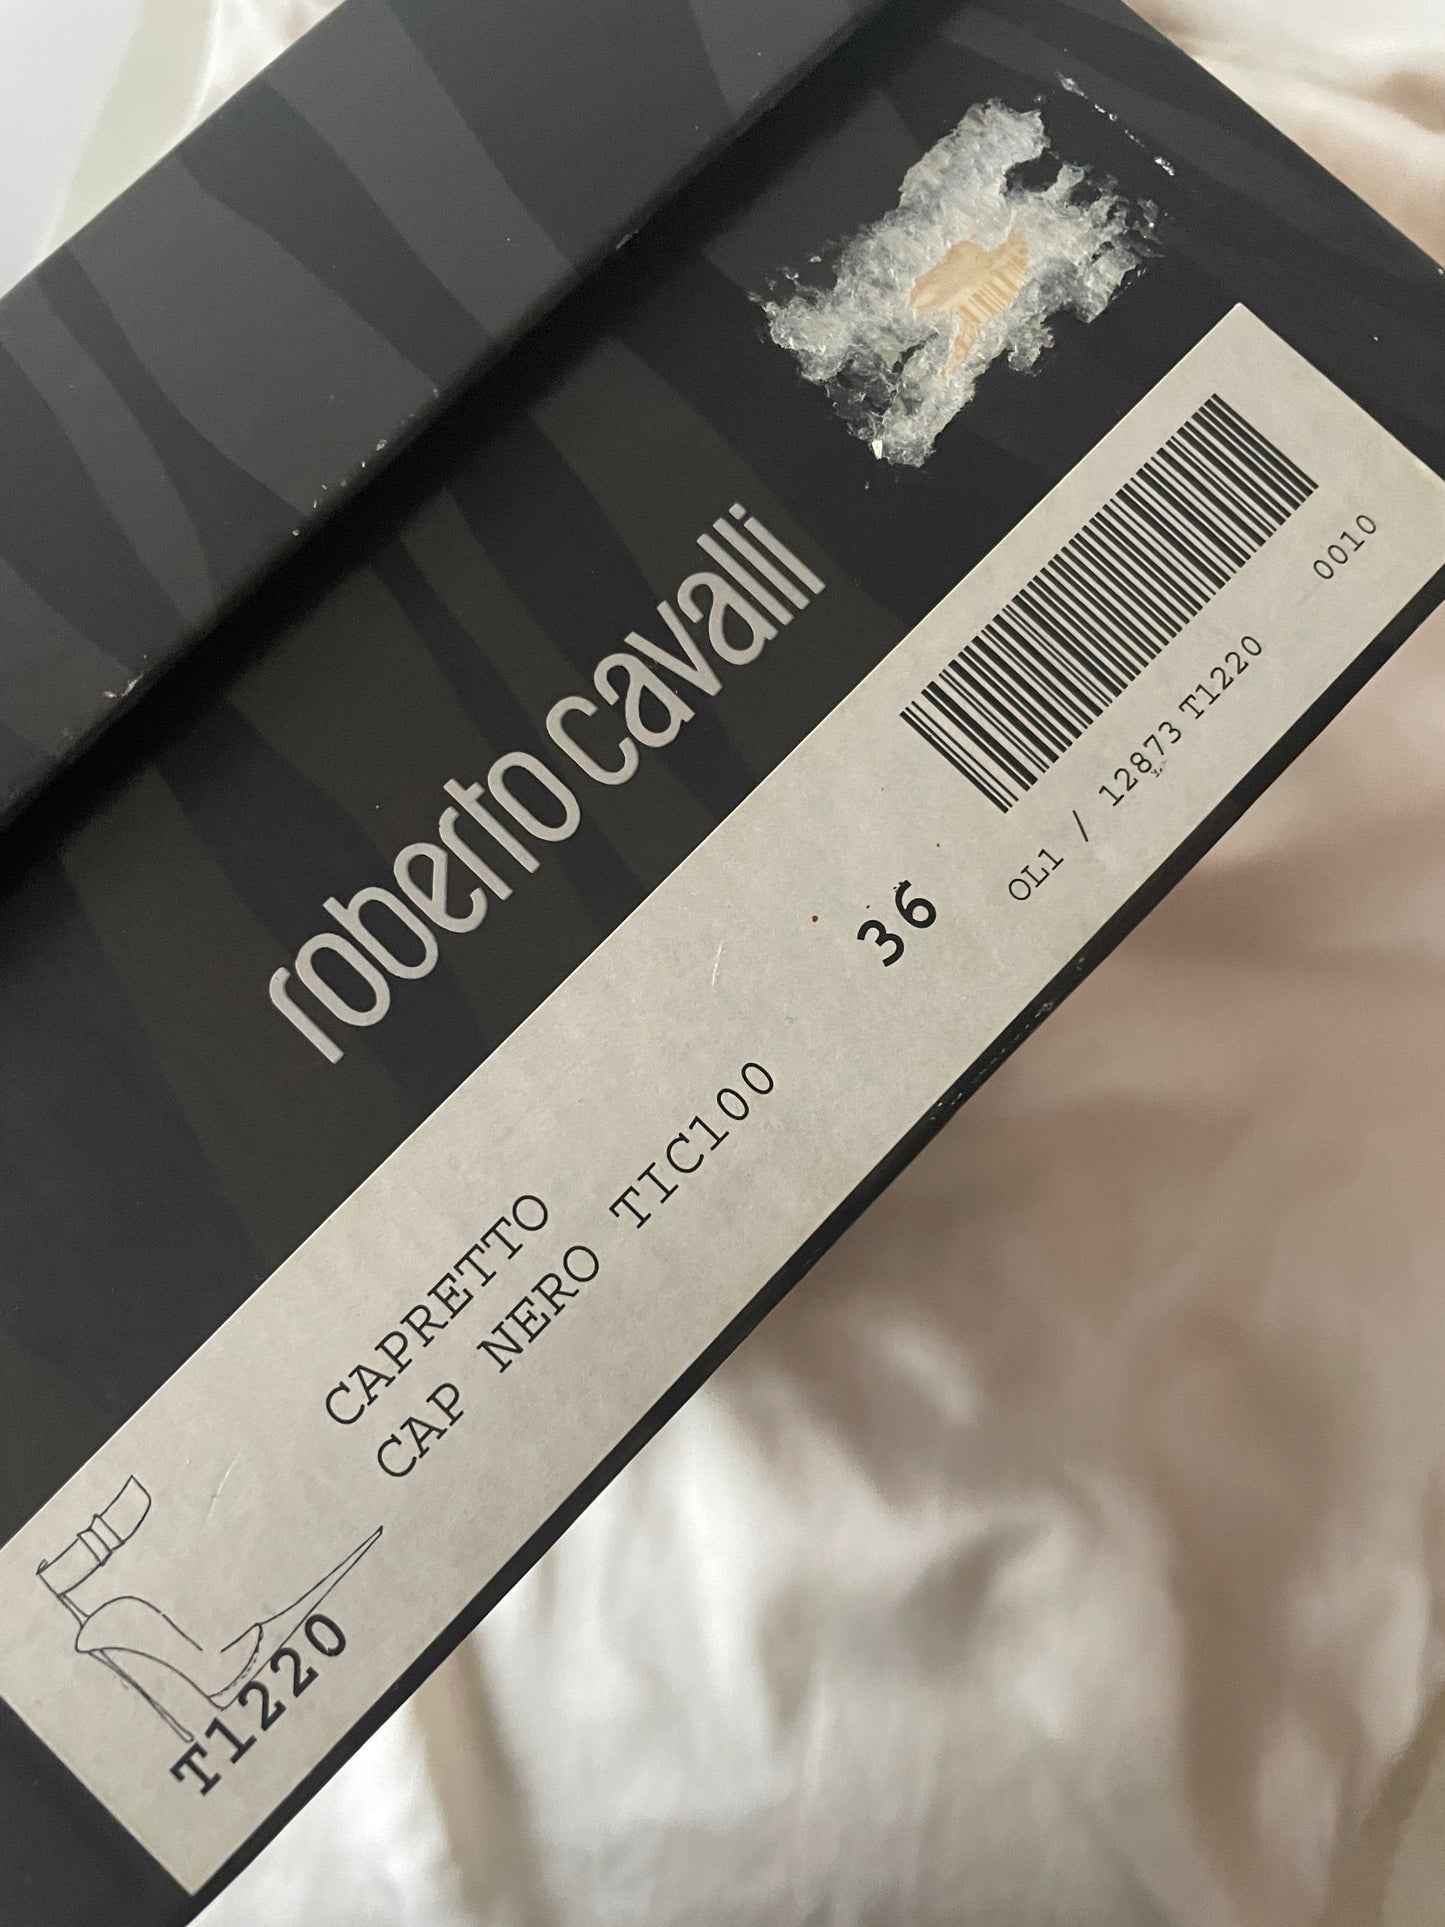 roberto cavalli
0010
OL1 / 12873 T1220
36
CAPRETTO
CAP NERO TIC100
T1220